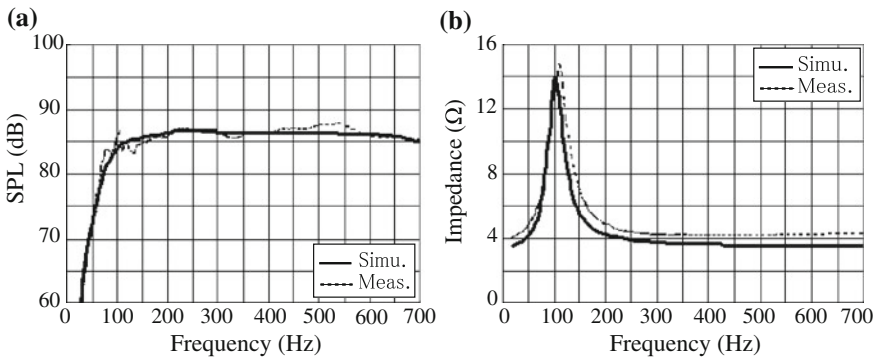 (a)
100
90
85
80
70
60
SPL (dB)
Simu.
Meas.
0 100 200 300 400 500 600 700
Frequency (Hz)
(b)
16
12
8
4
0
Impedance (Ω)
Simu.
Meas.
0 100 200 300 400 500 600 700
Frequency (Hz)